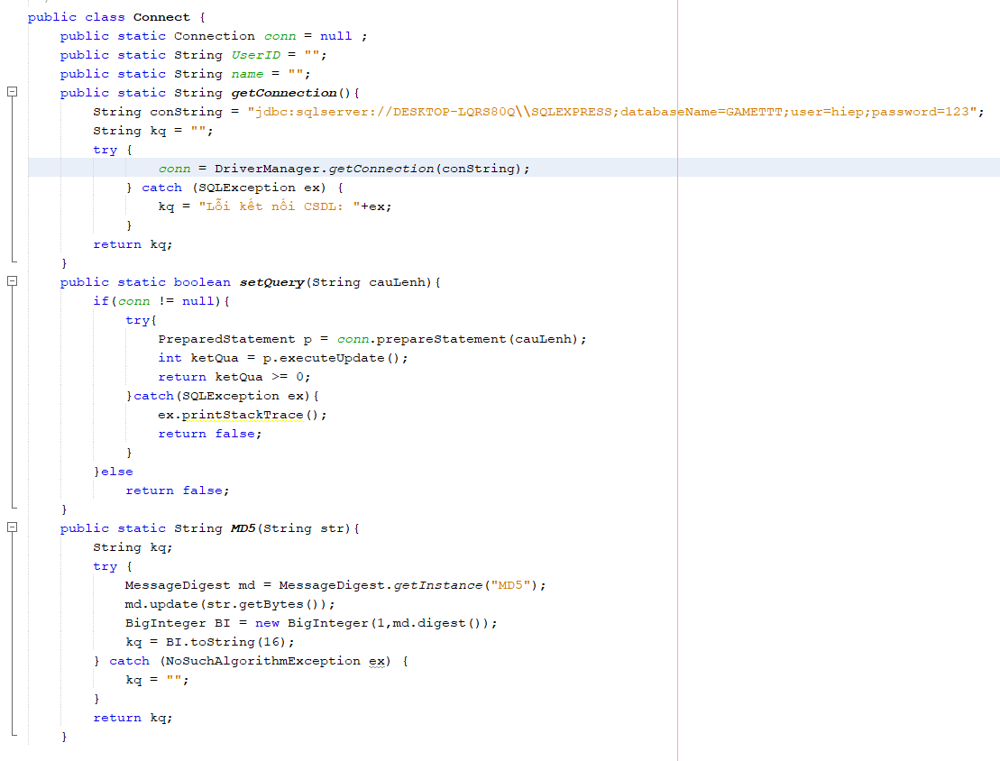 public class Connect {
public static Connection conn = null ;
public static String UserID = "";
public static String name = "";
public static String getConnection(){
String conString = "jdbc:sqlserver://DESKTOP-LQRS80Q\\SQLEXPRESS;databaseName=GAMETTT;user=hiep;password=123";
String kq = "";
try {
conn = DriverManager.getConnection(conString);
} catch (SQLException ex) {
kq = "Lỗi kết nối CSDL: "+ex;
}
return kq;
}
public static boolean setQuery(String cauLenh){
if(conn != null){
try{
PreparedStatement p = conn.prepareStatement(cauLenh);
int ketQua = p.executeUpdate();
return ketQua >= 0;
}catch(SQLException ex){
ex.printStackTrace();
return false;
}
}else
return false;
}
public static String MD5(String str){
String kq;
try {
MessageDigest md = MessageDigest.getInstance("MD5");
md.update(str.getBytes());
BigInteger BI = new BigInteger(1,md.digest());
kq = BI.toString(16);
} catch (NoSuchAlgorithmException ex) {
kq = "";
}
return kq;
}